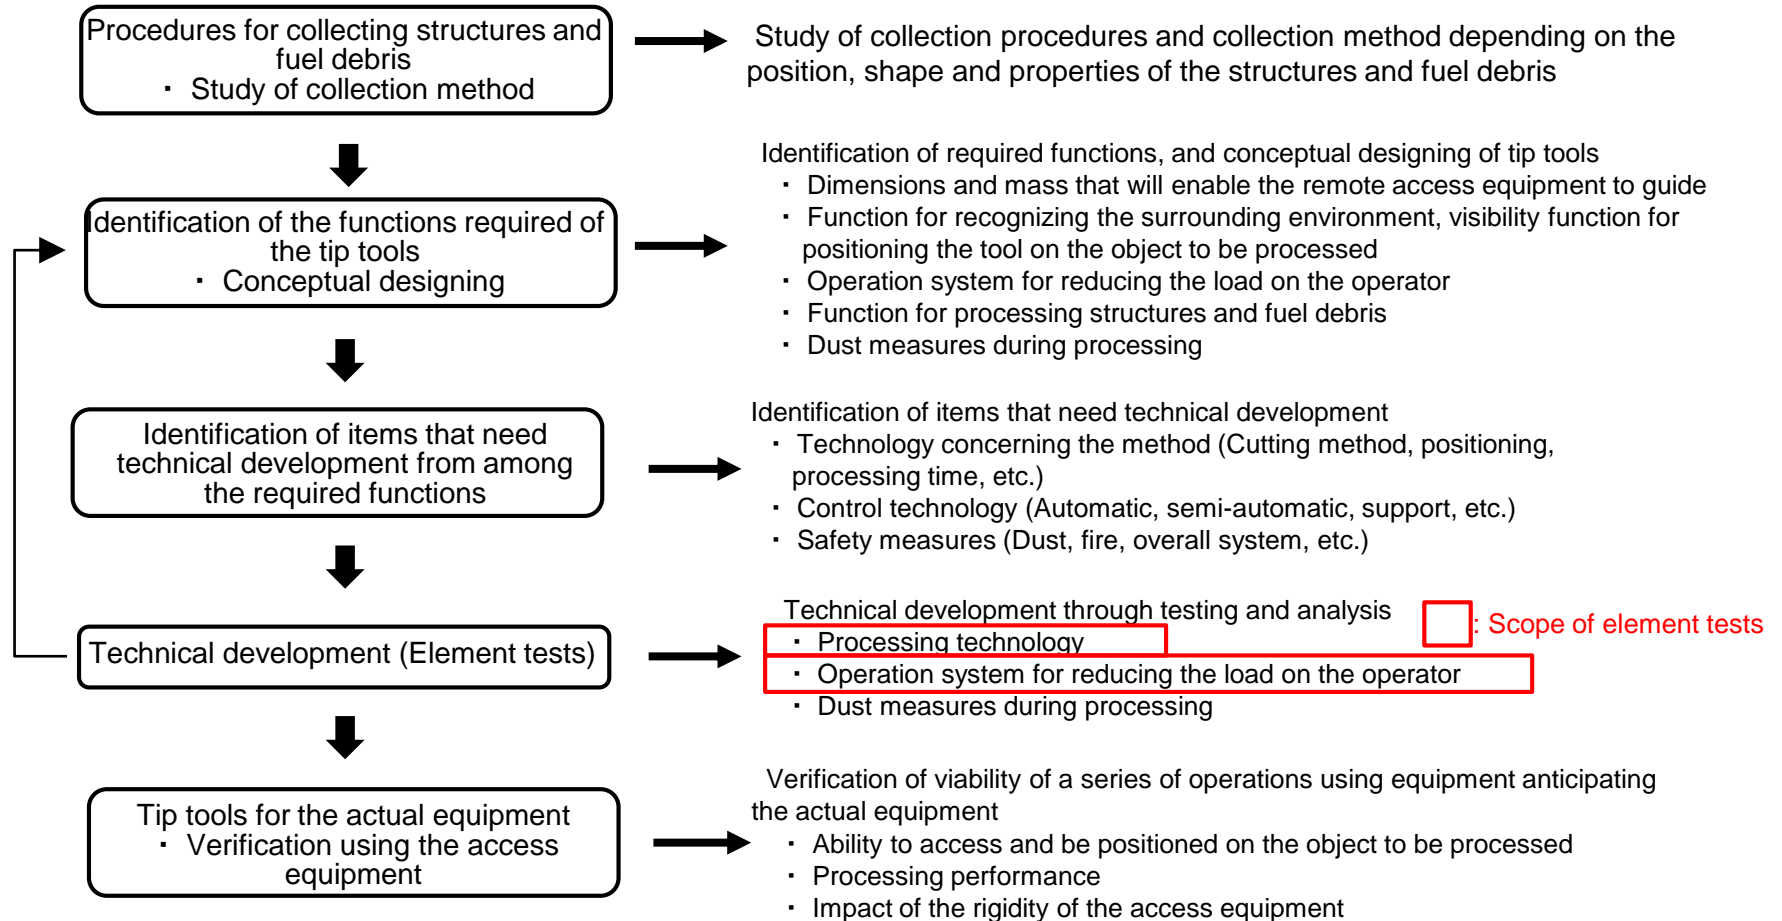 Procedures for collecting structures and
fuel debris
・ Study of collection method
Study of collection procedures and collection method depending on the
position, shape and properties of the structures and fuel debris
Identification of the functions required of
the tip tools
・ Conceptual designing
Identification of required functions, and conceptual designing of tip tools
・ Dimensions and mass that will enable the remote access equipment to guide
・ Function for recognizing the surrounding environment, visibility function for
positioning the tool on the object to be processed
・ Operation system for reducing the load on the operator
・ Function for processing structures and fuel debris
・ Dust measures during processing
Identification of items that need
technical development from among
the required functions
Identification of items that need technical development
・ Technology concerning the method (Cutting method, positioning,
processing time, etc.)
・ Control technology (Automatic, semi-automatic, support, etc.)
・ Safety measures (Dust, fire, overall system, etc.)
Technical development (Element tests)
Technical development through testing and analysis
・ Processing technology
・ Operation system for reducing the load on the operator
・ Dust measures during processing
: Scope of element tests
Tip tools for the actual equipment
・ Verification using the access
equipment
Verification of viability of a series of operations using equipment anticipating
the actual equipment
・ Ability to access and be positioned on the object to be processed
・ Processing performance
・ Impact of the rigidity of the access equipment